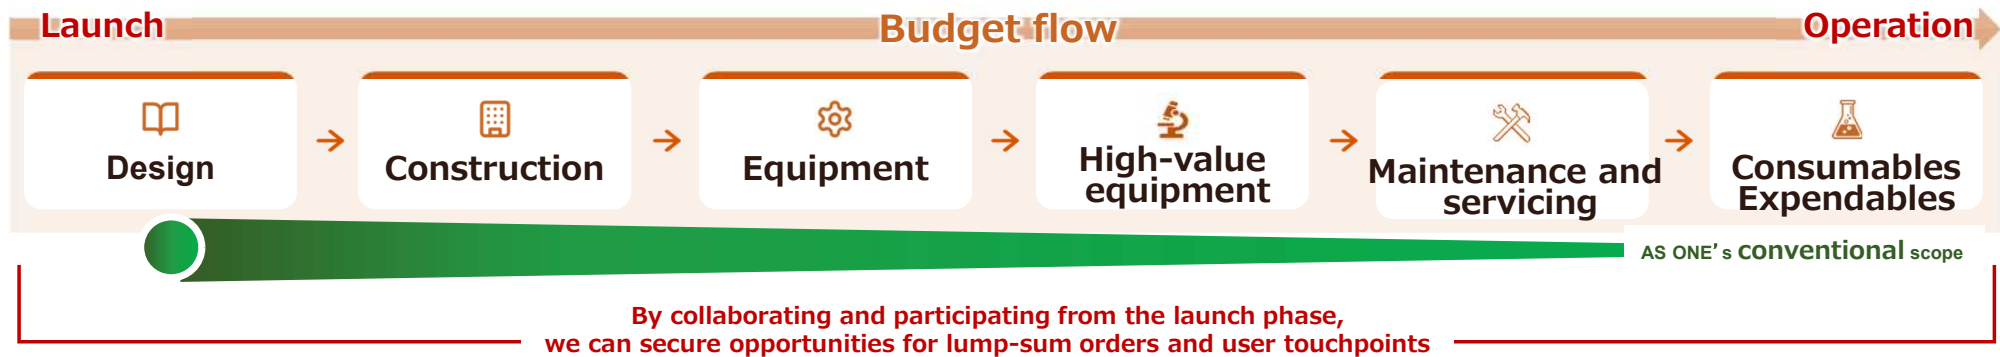 Launch
Budget flow
Operation
Design
Construction
Equipment
High-value
equipment
Maintenance and
servicing
Consumables
Expendables
AS ONE’s conventional scope
By collaborating and participating from the launch phase,
we can secure opportunities for lump-sum orders and user touchpoints